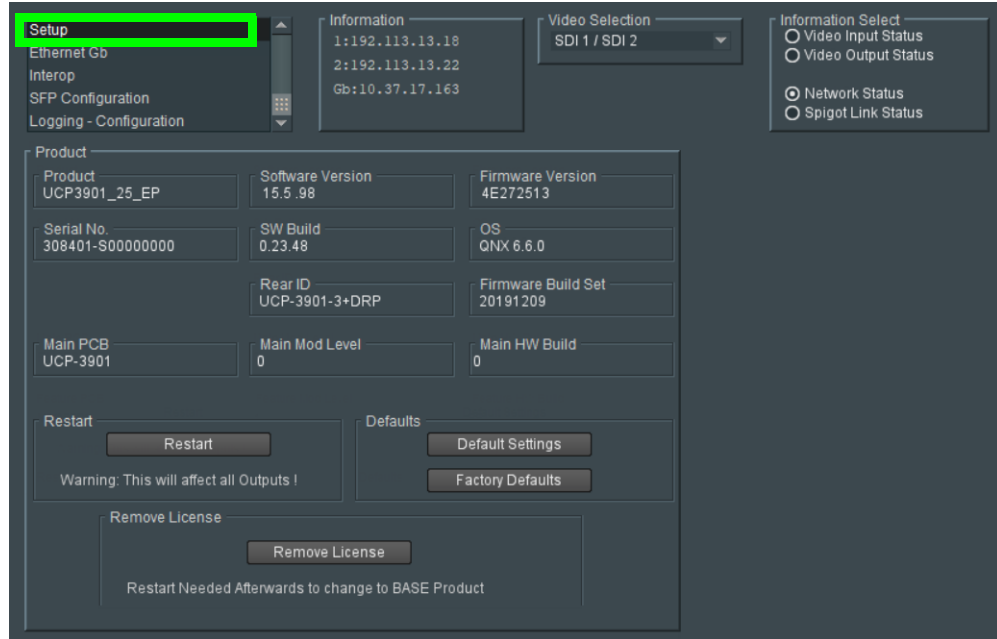 Setup
Ethernet Gb
Interop
SFP Configuration
Logging - Configuration
Information
1:192.113.13.18
2:192.113.13.22
Gb:10.37.17.163
Video Selection
SDI 1 / SDI 2
Information Select
Video Input Status
Video Output Status
Network Status
Spigot Link Status
Product
Product
UCP3901_25_EP
Software Version
15.5 .98
Firmware Version
4E272513
Serial No.
308401-S00000000
SW Build
0.23.48
OS
QNX 6.6.0
Rear ID
UCP-3901-3+DRP
Firmware Build Set
20191209
Main PCB
UCP-3901
Main Mod Level
0
Main HW Build
0
Restart
Restart
Warning: This will affect all Outputs !
Defaults
Default Settings
Factory Defaults
Remove License
Remove License
Restart Needed Afterwards to change to BASE Product